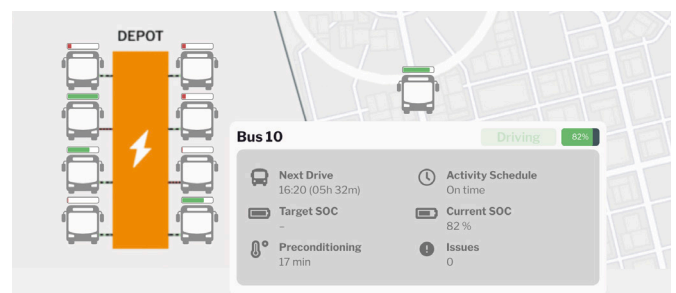 DEPOT
Bus 10
Driving
82%
Next Drive
16:20 (05h 32m)
Activity Schedule
On time
Target SOC
–
Current SOC
82 %
Preconditioning
17 min
Issues
0